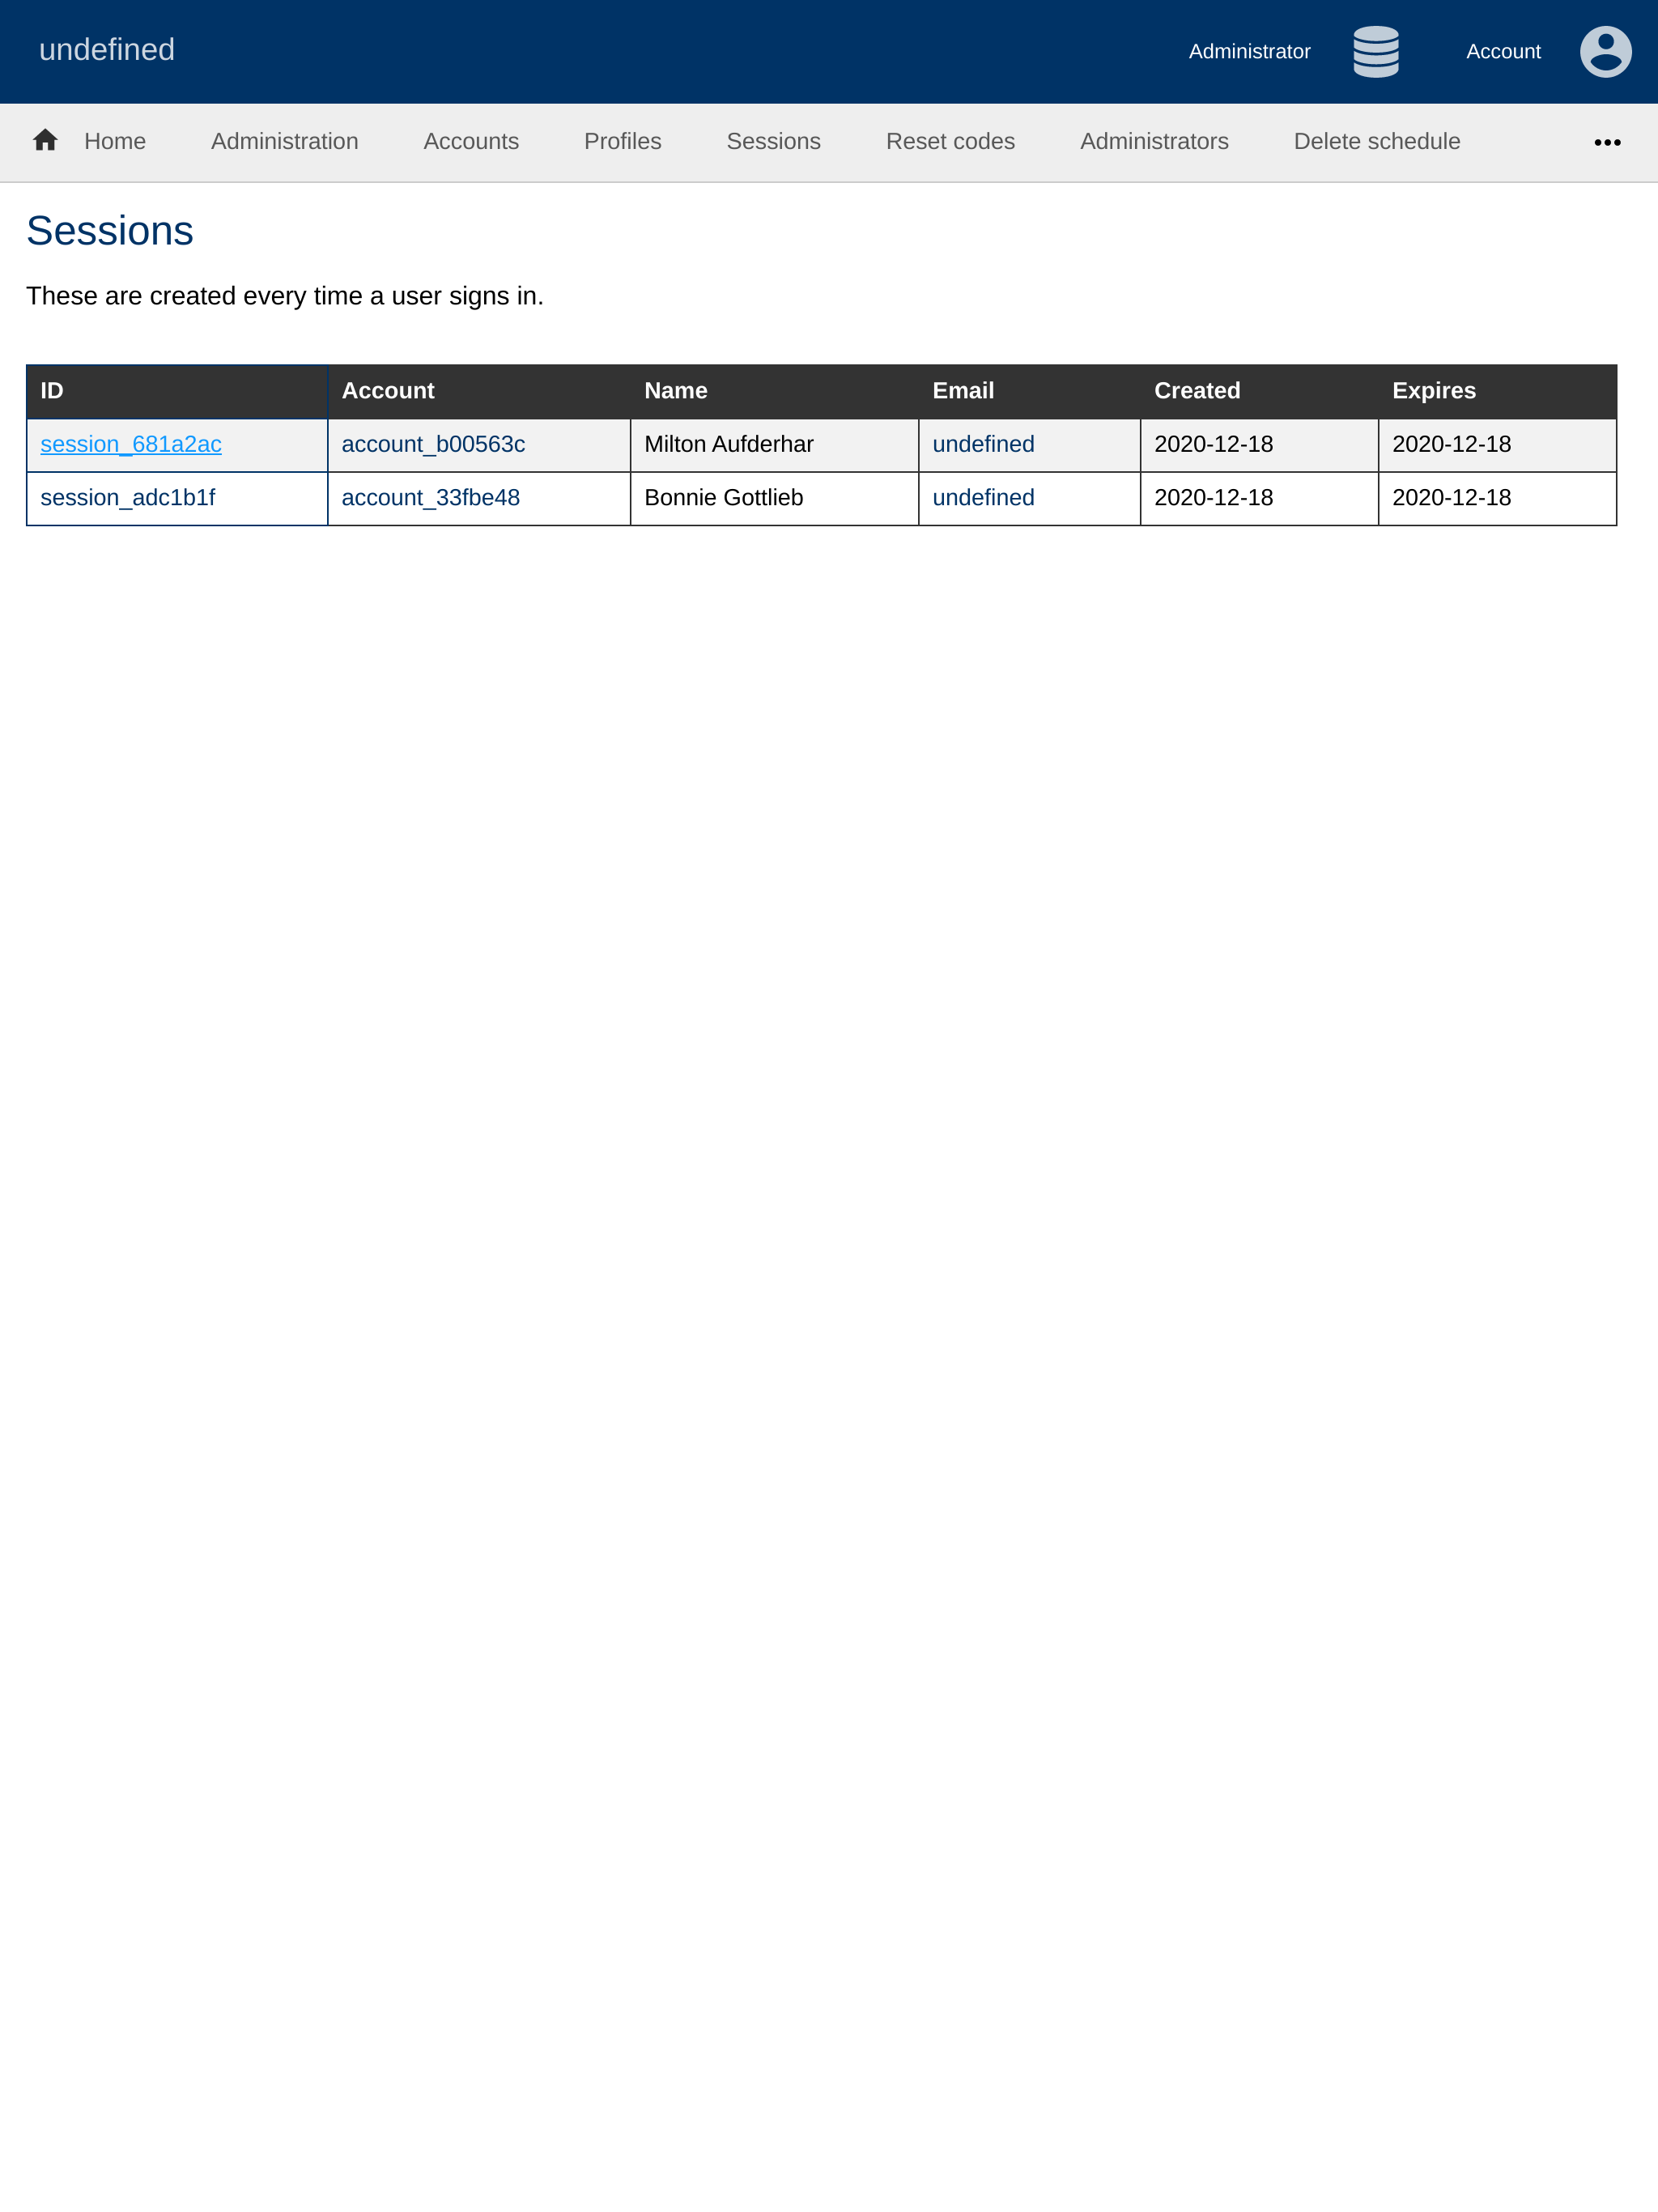 undefined
Administrator Account
Home Administration Accounts Profiles Sessions Reset codes Administrators Delete schedule
Sessions
These are created every time a user signs in.
ID Account Name Email Created Expires
session_681a2ac account_b00563c Milton Aufderhar undefined 2020-12-18 2020-12-18
session_adc1b1f account_33fbe48 Bonnie Gottlieb undefined 2020-12-18 2020-12-18